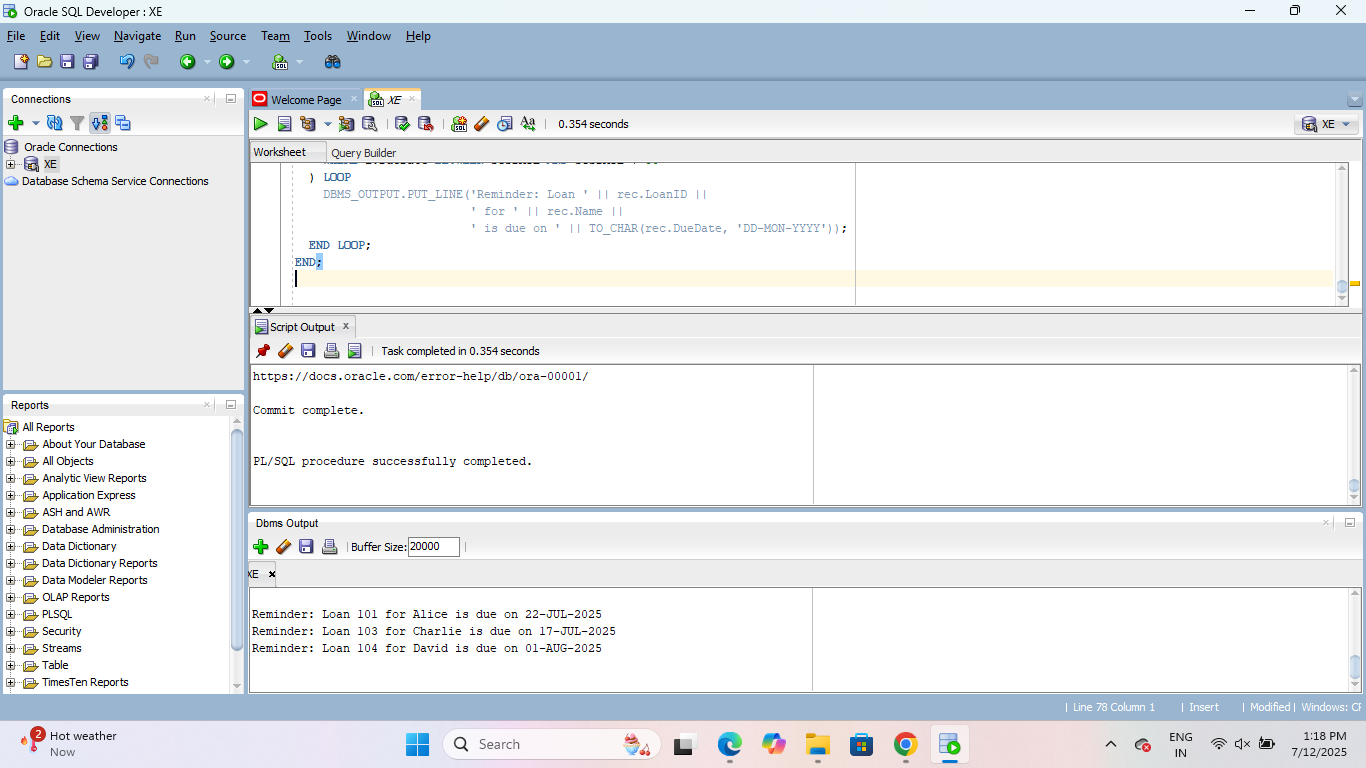 Oracle SQL Developer : XE
File Edit View Navigate Run Source Team Tools Window Help
Connections
Oracle Connections
XE
Database Schema Service Connections
Reports
All Reports
About Your Database
All Objects
Analytic View Reports
Application Express
ASH and AWR
Database Administration
Data Dictionary
Data Dictionary Reports
Data Modeler Reports
OLAP Reports
PLSQL
Security
Streams
Table
TimesTen Reports
Welcome Page XE
0.354 seconds
XE
Worksheet Query Builder
) LOOP
DBMS_OUTPUT.PUT_LINE('Reminder: Loan ' || rec.LoanID ||
' for ' || rec.Name ||
' is due on ' || TO_CHAR(rec.DueDate, 'DD-MON-YYYY'));
END LOOP;
END;
Script Output x
Task completed in 0.354 seconds
https://docs.oracle.com/error-help/db/ora-00001/
Commit complete.
PL/SQL procedure successfully completed.
Dbms Output
Buffer Size: 20000
XE
Reminder: Loan 101 for Alice is due on 22-JUL-2025
Reminder: Loan 103 for Charlie is due on 17-JUL-2025
Reminder: Loan 104 for David is due on 01-AUG-2025
| Line 78 Column 1 | Insert | Modified | Windows: CF
2
Hot weather
Now
Search
ENG
IN
1:18 PM
7/12/2025